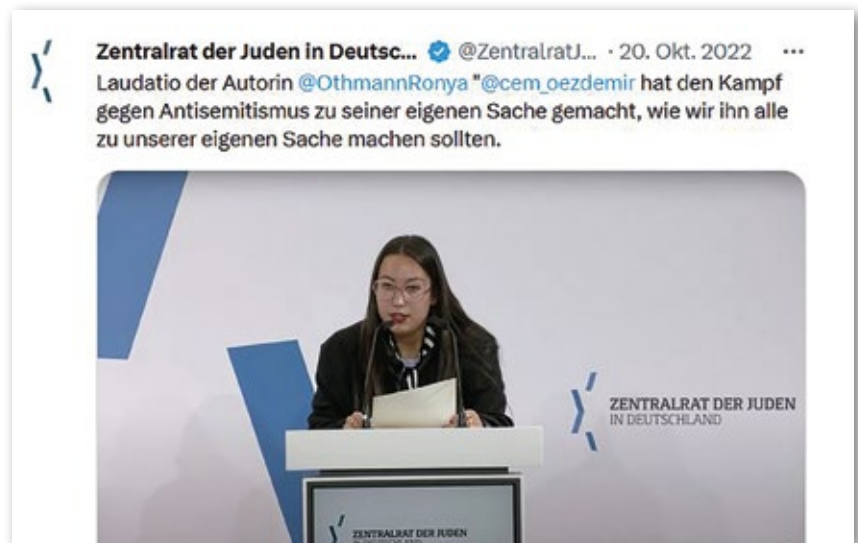 Zentralrat der Juden in Deutsc... @ZentralratJ... · 20. Okt. 2022 ...
Laudatio der Autorin @OthmannRonya "@cem_oezdemir hat den Kampf
gegen Antisemitismus zu seiner eigenen Sache gemacht, wie wir ihn alle
zu unserer eigenen Sache machen sollten.
ZENTRALRAT DER JUDEN
IN DEUTSCHLAND
ZENTRALRAT DER JUDEN
IN DEUTSCHLAND